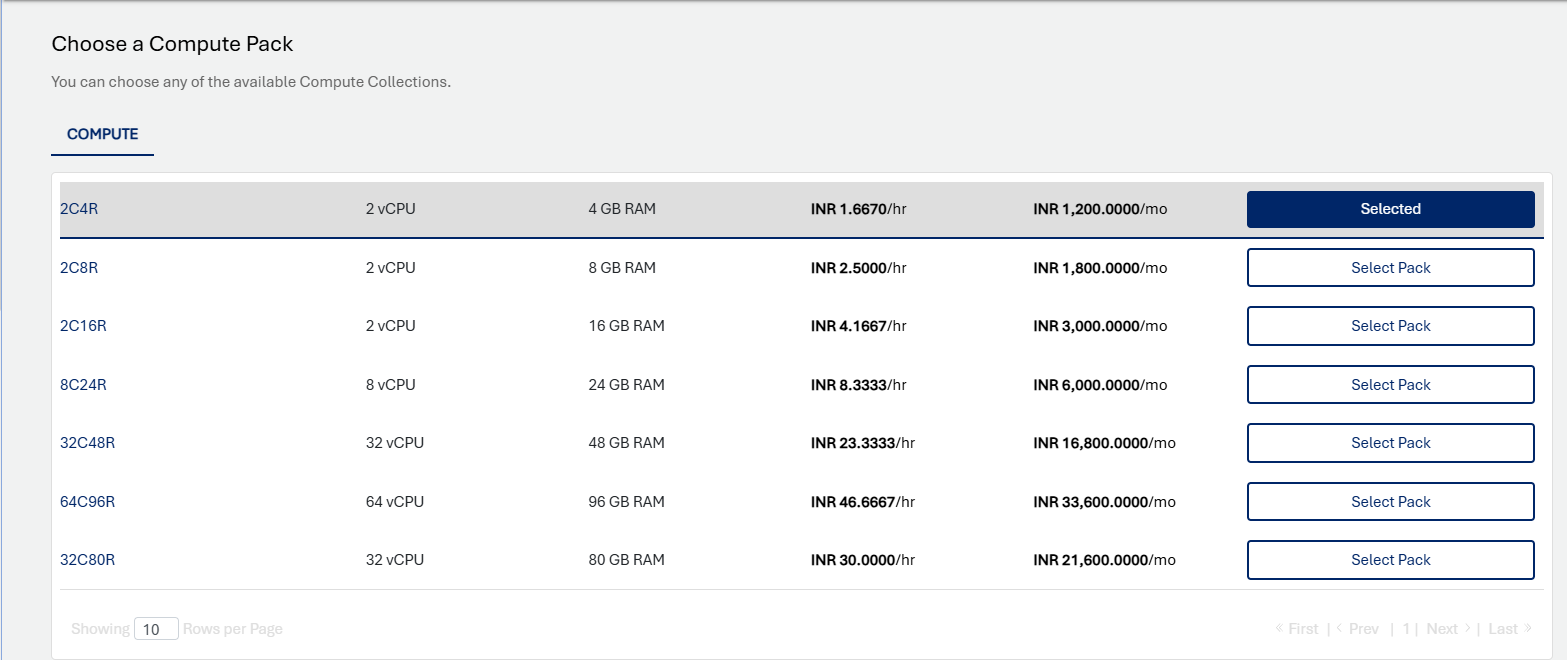 Choose a Compute Pack
You can choose any of the available Compute Collections.
COMPUTE
2C4R 2 vCPU 4 GB RAM INR 1.6670/hr INR 1,200.0000/mo Selected
2C8R 2 vCPU 8 GB RAM INR 2.5000/hr INR 1,800.0000/mo Select Pack
2C16R 2 vCPU 16 GB RAM INR 4.1667/hr INR 3,000.0000/mo Select Pack
8C24R 8 vCPU 24 GB RAM INR 8.3333/hr INR 6,000.0000/mo Select Pack
32C48R 32 vCPU 48 GB RAM INR 23.3333/hr INR 16,800.0000/mo Select Pack
64C96R 64 vCPU 96 GB RAM INR 46.6667/hr INR 33,600.0000/mo Select Pack
32C80R 32 vCPU 80 GB RAM INR 30.0000/hr INR 21,600.0000/mo Select Pack
Showing 10 Rows per Page « First | ‹ Prev | 1 | Next › | Last »